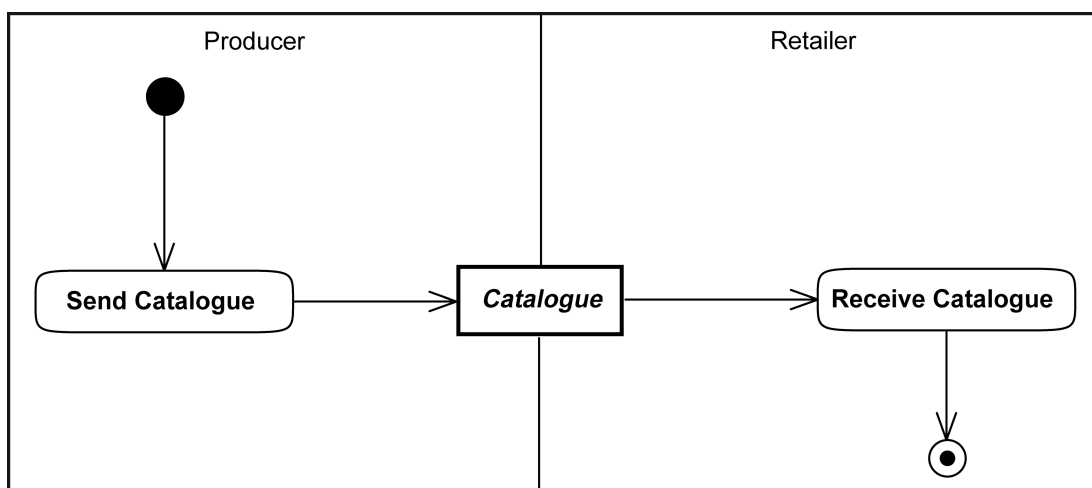 Producer
Retailer
Send Catalogue
Catalogue
Receive Catalogue